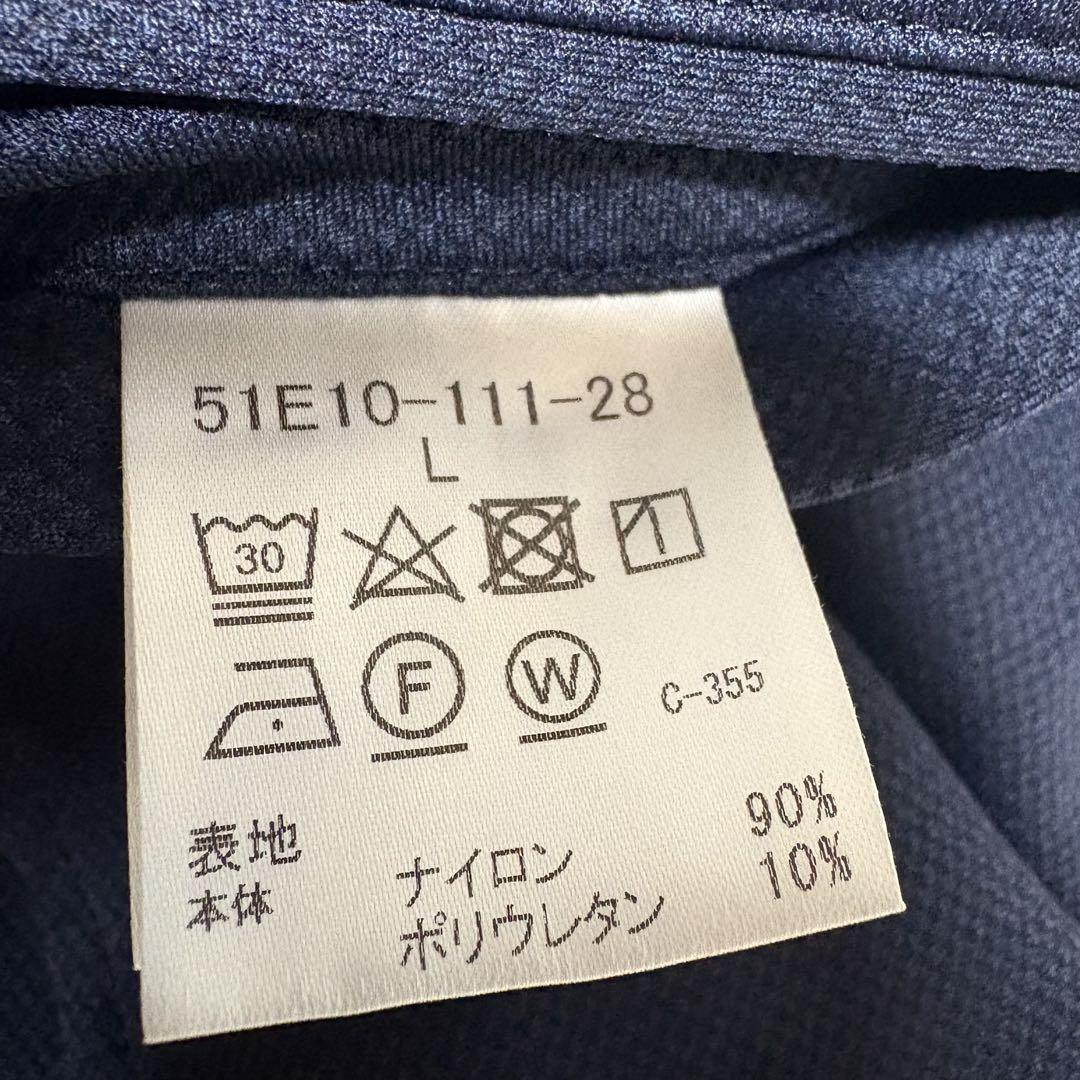 51E10-111-28
L
30
F W C-355
表地
本体 ナイロン 90%
ポリウレタン 10%